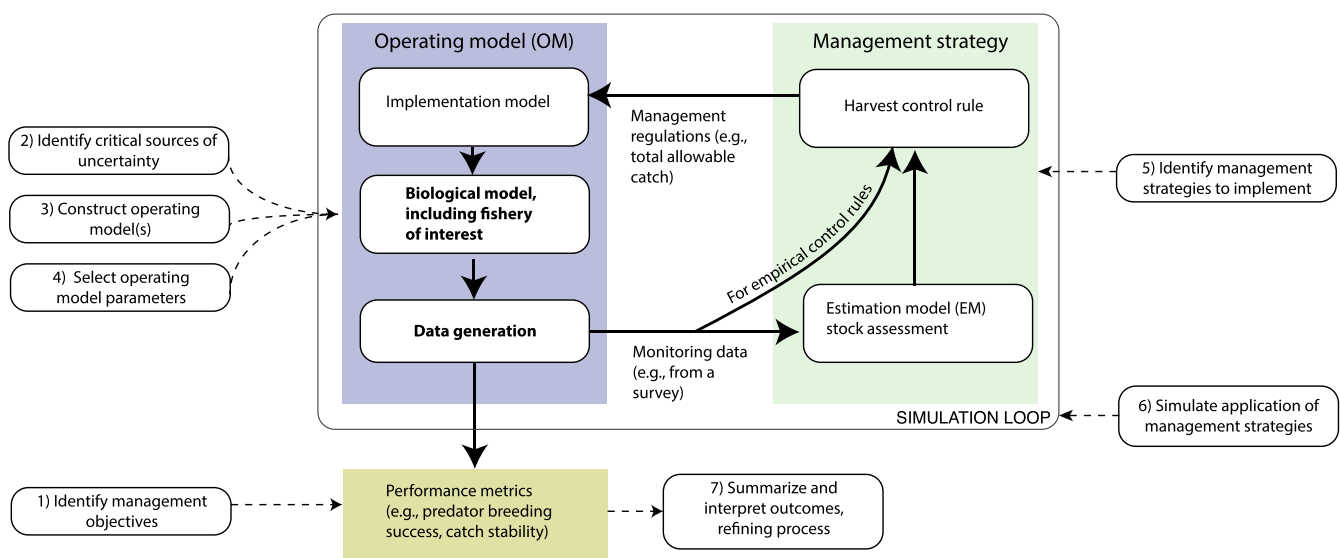 Operating model (OM)
Management strategy
Implementation model
Harvest control rule
Management
regulations (e.g.,
total allowable
catch)
2) Identify critical sources of
uncertainty
3) Construct operating
model(s)
4) Select operating
model parameters
Biological model,
including fishery
of interest
5) Identify management
strategies to implement
For empirical control rules
Data generation
Estimation model (EM)
stock assessment
Monitoring data
(e.g., from a
survey)
SIMULATION LOOP
6) Simulate application of
management strategies
1) Identify management
objectives
Performance metrics
(e.g., predator breeding
success, catch stability)
7) Summarize and
interpret outcomes,
refining process